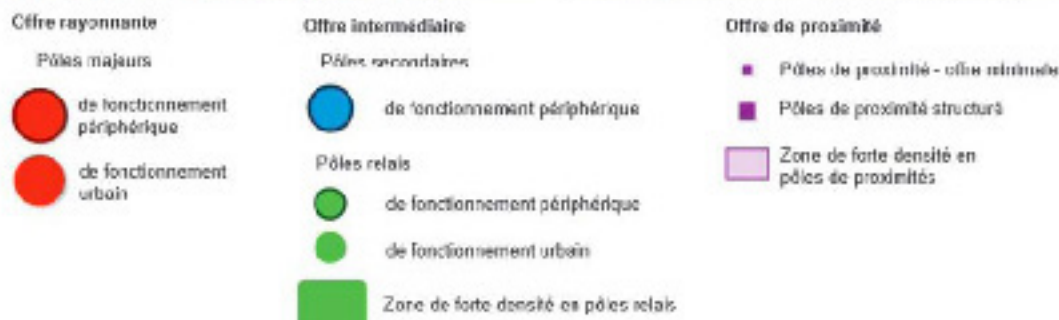 Offre rayonnante
Pôles majeurs
de fonctionnement
périphérique
de fonctionnement
urbain
Offre intermédiaire
Pôles secondaires
de fonctionnement périphérique
Pôles relais
de fonctionnement périphérique
de fonctionnement urbain
Zone de forte densité en pôles relais
Offre de proximité
Pôles de proximité - offre minimale
Pôles de proximité structuré
Zone de forte densité en
pôles de proximités